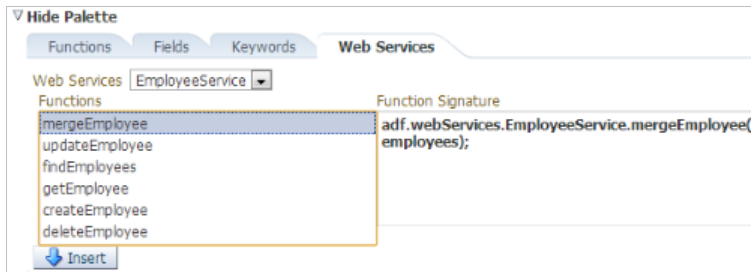 Hide Palette
Functions Fields Keywords Web Services
Web Services EmployeeService
Functions Function Signature
mergeEmployee adf.webServices.EmployeeService.mergeEmployee(
updateEmployee employees);
findEmployees
getEmployee
createEmployee
deleteEmployee
Insert